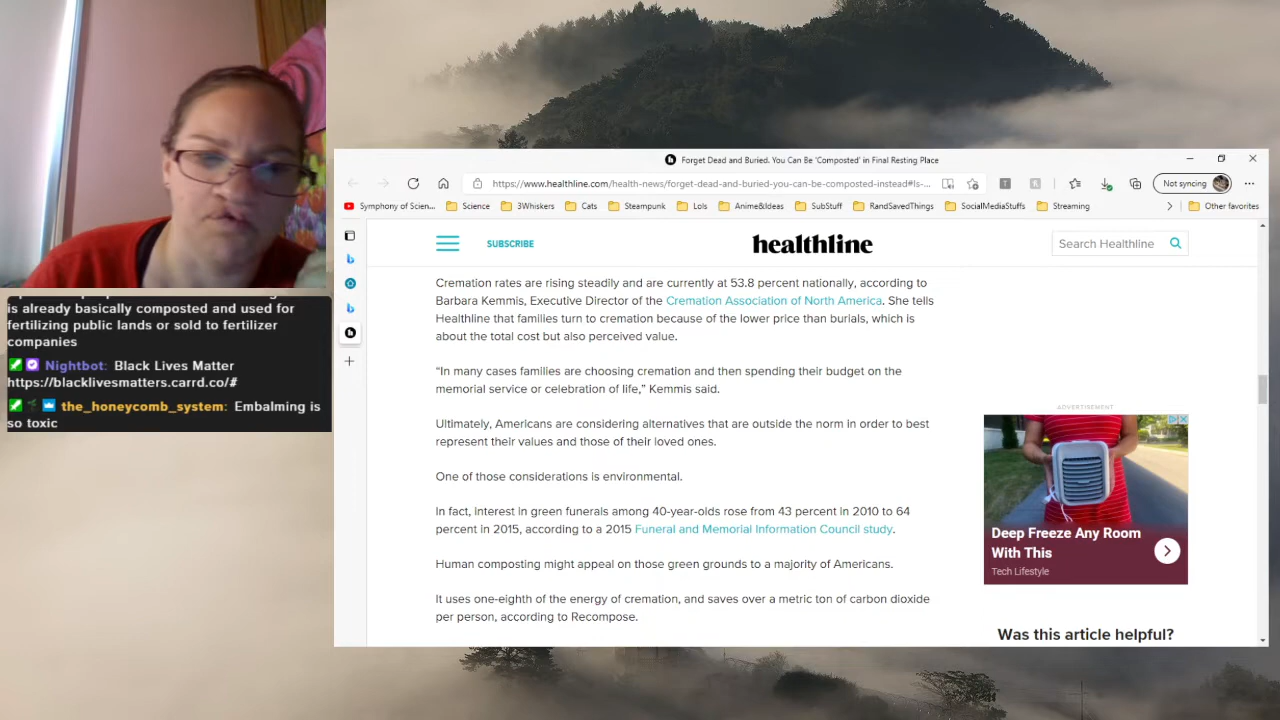 is already basically composted and used for
fertilizing public lands or sold to fertilizer
companies
Nightbot: Black Lives Matter
https://blacklivesmatters.carrd.co/#
the_honeycomb_system: Embalming is
so toxic
Forget Dead and Buried. You Can Be 'Composted' in Final Resting Place
https://www.healthline.com/health-news/forget-dead-and-buried-you-can-be-composted-instead#Is-...
Not syncing
Symphony of Scien... Science 3Whiskers Cats Steampunk Lols Anime&Ideas SubStuff RandSavedThings SocialMediaStuffs Streaming Other favorites
SUBSCRIBE
healthline
Search Healthline
Cremation rates are rising steadily and are currently at 53.8 percent nationally, according to
Barbara Kemmis, Executive Director of the Cremation Association of North America. She tells
Healthline that families turn to cremation because of the lower price than burials, which is
about the total cost but also perceived value.
“In many cases families are choosing cremation and then spending their budget on the
memorial service or celebration of life,” Kemmis said.
Ultimately, Americans are considering alternatives that are outside the norm in order to best
represent their values and those of their loved ones.
One of those considerations is environmental.
In fact, interest in green funerals among 40-year-olds rose from 43 percent in 2010 to 64
percent in 2015, according to a 2015 Funeral and Memorial Information Council study.
Human composting might appeal on those green grounds to a majority of Americans.
It uses one-eighth of the energy of cremation, and saves over a metric ton of carbon dioxide
per person, according to Recompose.
ADVERTISEMENT
Deep Freeze Any Room
With This
Tech Lifestyle
Was this article helpful?